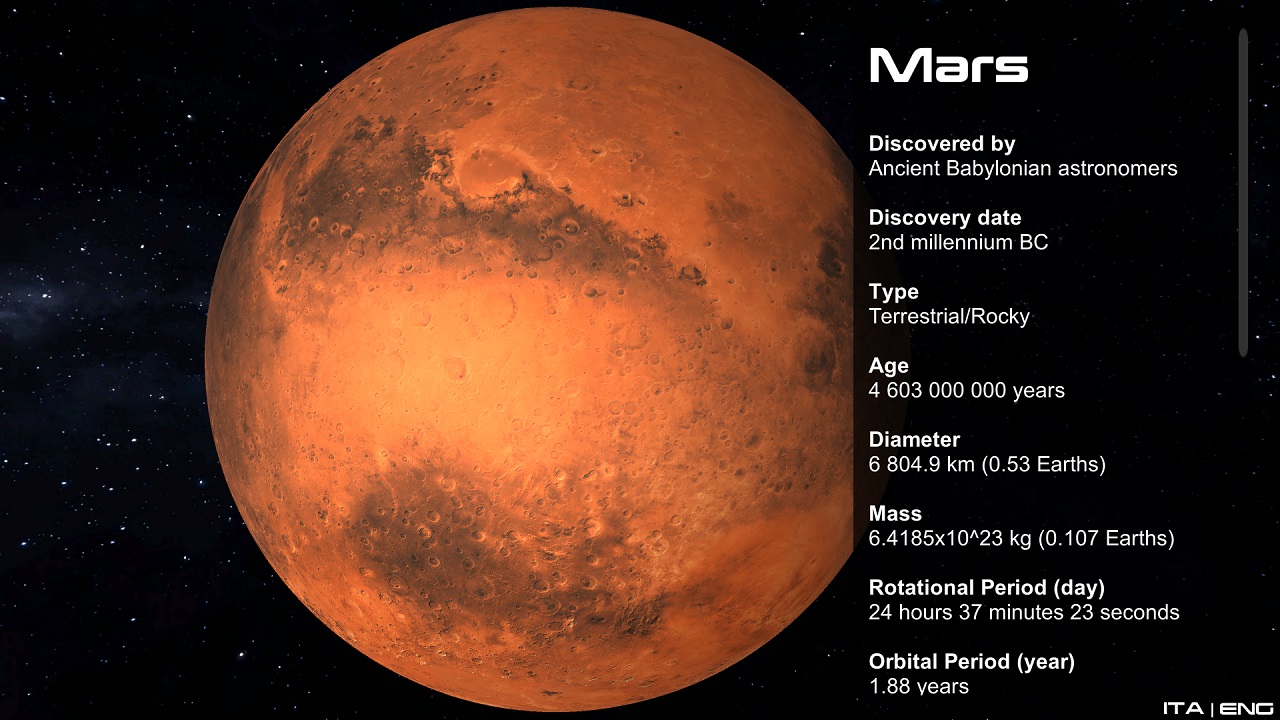 Mars
Discovered by
Ancient Babylonian astronomers
Discovery date
2nd millennium BC
Type
Terrestrial/Rocky
Age
4 603 000 000 years
Diameter
6 804.9 km (0.53 Earths)
Mass
6.4185x10^23 kg (0.107 Earths)
Rotational Period (day)
24 hours 37 minutes 23 seconds
Orbital Period (year)
1.88 years
ITA | ENG